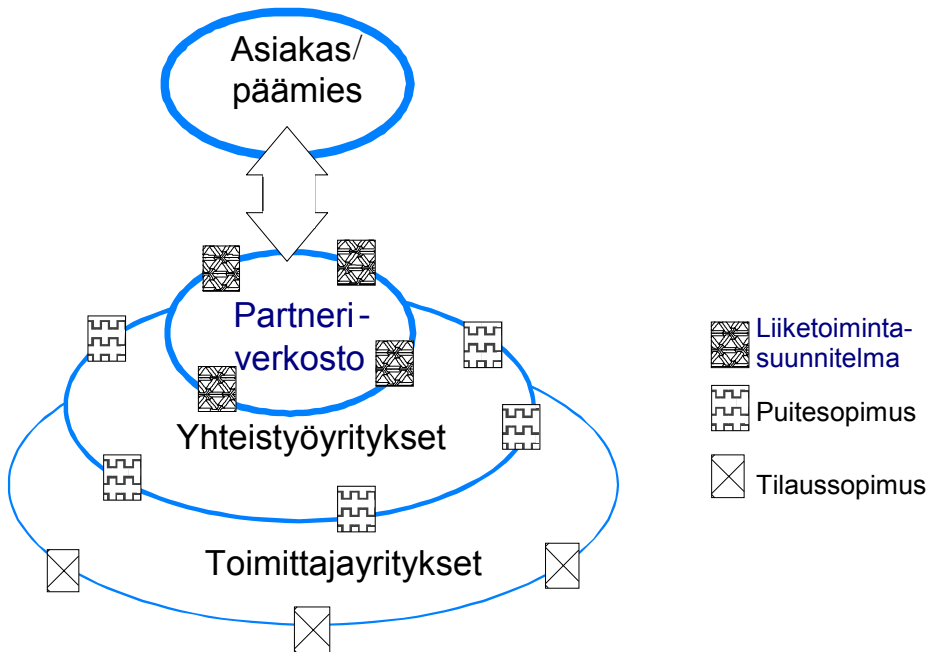 Asiakas/
päämies
Partneri-
verkosto
Yhteistyöyritykset
Toimittajayritykset
Liiketoiminta-
suunnitelma
Puitesopimus
Tilaussopimus